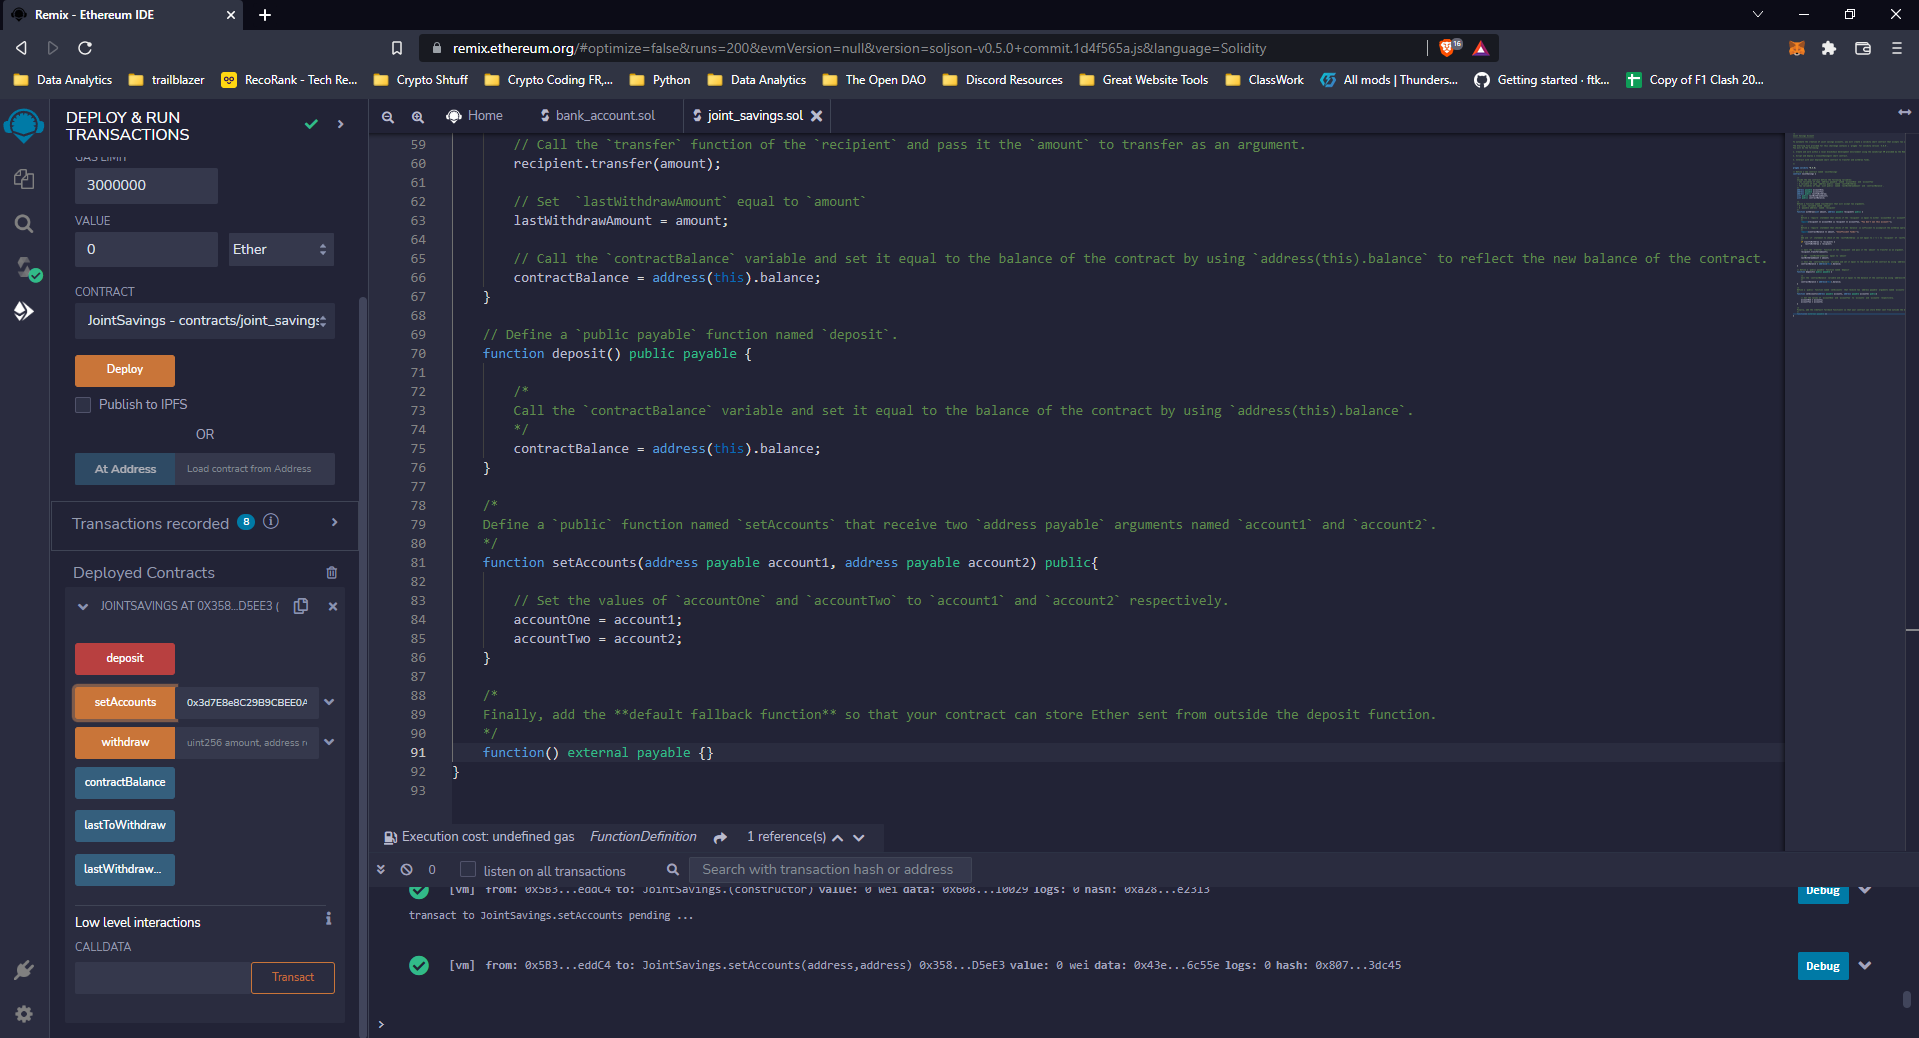 Remix - Ethereum IDE
remix.ethereum.org/#optimize=false&runs=200&evmVersion=null&version=soljson-v0.5.0+commit.1d4f565a.js&language=Solidity
16
Data Analytics
trailblazer
RecoRank - Tech Re...
Crypto Shtuff
Crypto Coding FR,...
Python
Data Analytics
The Open DAO
Discord Resources
Great Website Tools
ClassWork
All mods | Thunders...
Getting started · ftk...
Copy of F1 Clash 20...
DEPLOY & RUN
TRANSACTIONS
GAS LIMIT
3000000
VALUE
0
Ether
CONTRACT
JointSavings - contracts/joint_savings
Deploy
Publish to IPFS
OR
At Address
Load contract from Address
Transactions recorded 8 i
Deployed Contracts
JOINTSAVINGS AT 0X358...D5EE3 (
deposit
setAccounts
0x3d7E8e8C29B9CBEE0A
withdraw
uint256 amount, address r
contractBalance
lastToWithdraw
lastWithdraw...
Low level interactions
CALLDATA
Transact
Home
bank_account.sol
joint_savings.sol
59 // Call the `transfer` function of the `recipient` and pass it the `amount` to transfer as an argument.
60 recipient.transfer(amount);
61
62 // Set  `lastWithdrawAmount` equal to `amount`
63 lastWithdrawAmount = amount;
64
65 // Call the `contractBalance` variable and set it equal to the balance of the contract by using `address(this).balance` to reflect the new balance of the contract.
66 contractBalance = address(this).balance;
67 }
68
69 // Define a `public payable` function named `deposit`.
70 function deposit() public payable {
71
72 /*
73 Call the `contractBalance` variable and set it equal to the balance of the contract by using `address(this).balance`.
74 */
75 contractBalance = address(this).balance;
76 }
77
78 /*
79 Define a `public` function named `setAccounts` that receive two `address payable` arguments named `account1` and `account2`.
80 */
81 function setAccounts(address payable account1, address payable account2) public{
82
83 // Set the values of `accountOne` and `accountTwo` to `account1` and `account2` respectively.
84 accountOne = account1;
85 accountTwo = account2;
86 }
87
88 /*
89 Finally, add the **default fallback function** so that your contract can store Ether sent from outside the deposit function.
90 */
91 function() external payable {}
92 }
93
Execution cost: undefined gas FunctionDefinition 1 reference(s)
0 listen on all transactions
Search with transaction hash or address
[vm] from: 0x5B3...eddC4 to: JointSavings.(constructor) value: 0 wei data: 0x608...10029 logs: 0 hash: 0xa28...e2313
Debug
transact to JointSavings.setAccounts pending ...
[vm] from: 0x5B3...eddC4 to: JointSavings.setAccounts(address,address) 0x358...D5eE3 value: 0 wei data: 0x43e...6c55e logs: 0 hash: 0x807...3dc45
Debug
>